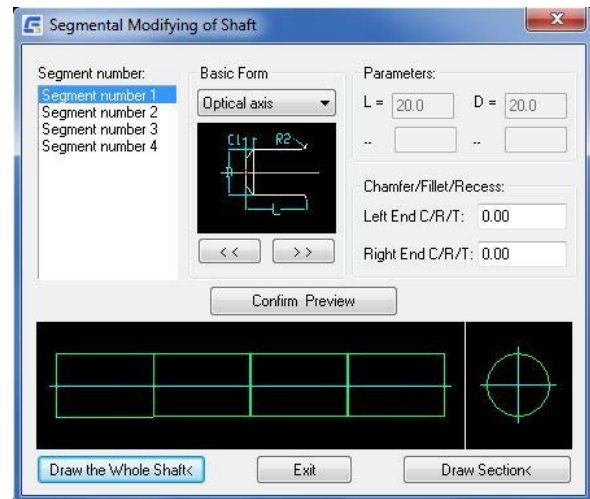 Segmental Modifying of Shaft
Segment number:
Segment number 1
Segment number 2
Segment number 3
Segment number 4
Basic Form
Optical axis
C1
R2
D
L
<<
>>
Parameters:
L = 20.0
D = 20.0
--
--
Chamfer/Fillet/Recess:
Left End C/R/T: 0.00
Right End C/R/T: 0.00
Confirm Preview
Draw the Whole Shaft<
Exit
Draw Section<